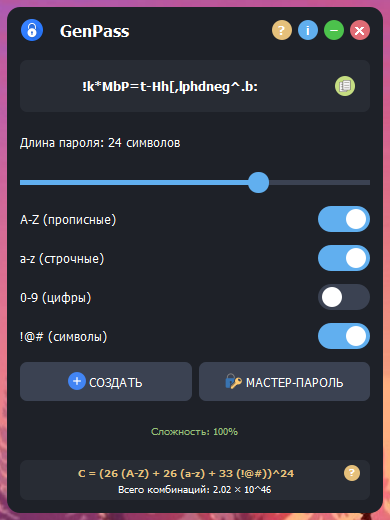 GenPass
? i − ×
!k*MbP=t-Hh[,lphdneg^.b:
Длина пароля: 24 символов
A-Z (прописные)
a-z (строчные)
0-9 (цифры)
!@# (символы)
СОЗДАТЬ
МАСТЕР-ПАРОЛЬ
Сложность: 100%
C = (26 (A-Z) + 26 (a-z) + 33 (!@#))^24
?
Всего комбинаций: 2.02 × 10^46